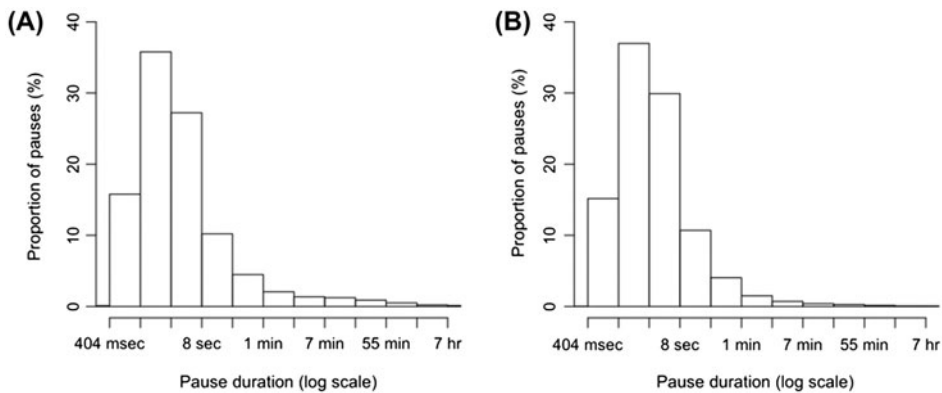 (A)
Proportion of pauses (%)
0 10 20 30 40
404 msec 8 sec 1 min 7 min 55 min 7 hr
Pause duration (log scale)
(B)
Proportion of pauses (%)
0 10 20 30 40
404 msec 8 sec 1 min 7 min 55 min 7 hr
Pause duration (log scale)